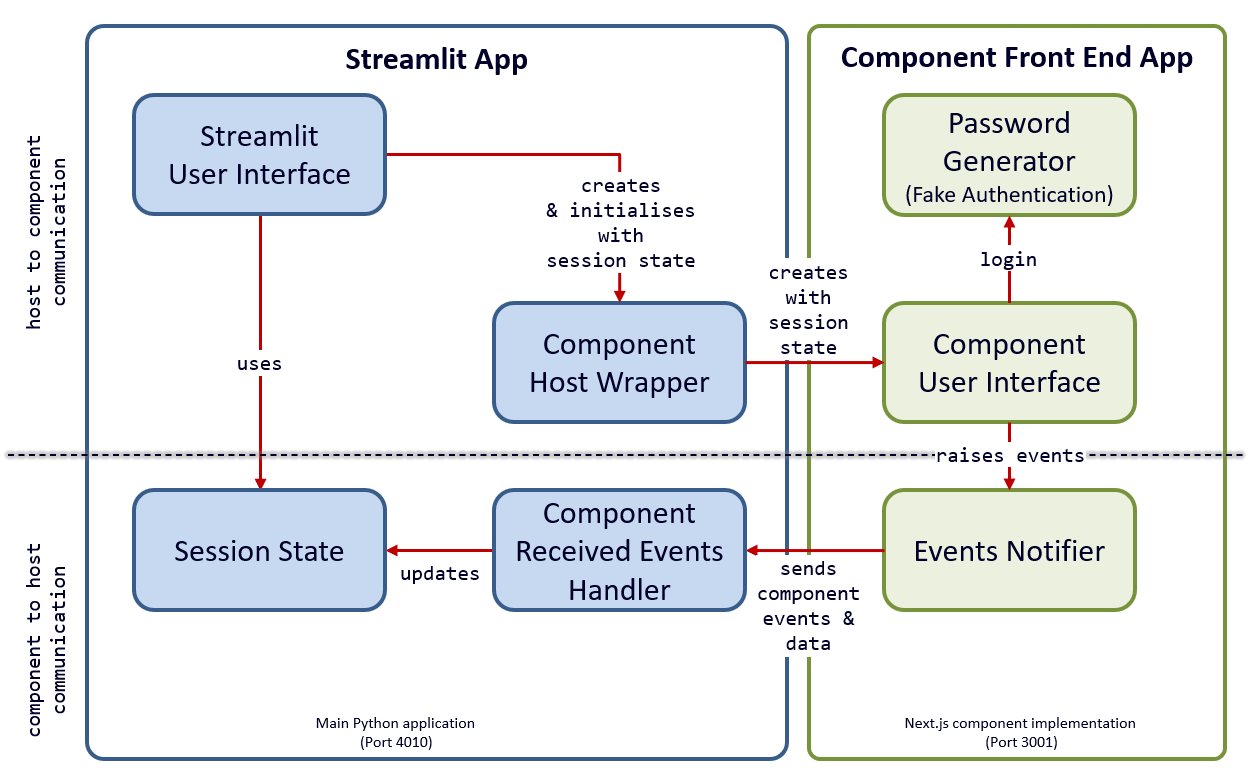 Streamlit App
Component Front End App
Streamlit
User Interface
Password
Generator
(Fake Authentication)
host to component
communication
creates
& initialises
with
session state
login
creates
with
session
state
uses
Component
Host Wrapper
Component
User Interface
raises events
component to host
communication
Session State
updates
Component
Received Events
Handler
sends
component
events &
data
Events Notifier
Main Python application
(Port 4010)
Next.js component implementation
(Port 3001)